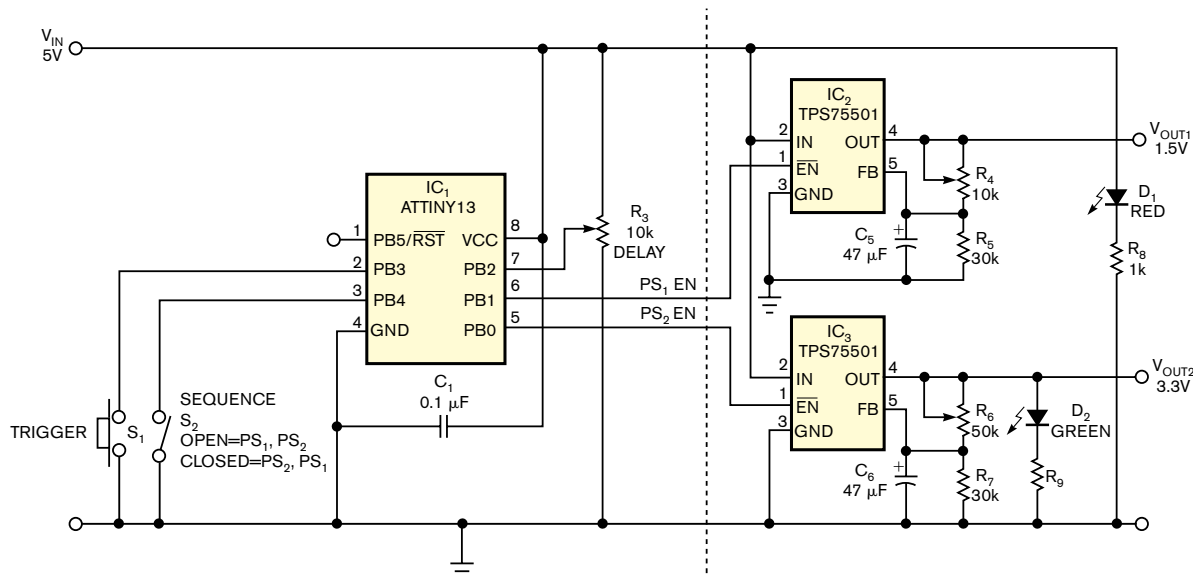 V_IN
5V
IC_1
ATTINY13
1
PB5/R̅S̅T̅
2
PB3
3
PB4
4
GND
VCC
8
PB2
7
PB1
6
PB0
5
C_1
0.1 µF
R_3
10k
DELAY
PS_1 EN
PS_2 EN
TRIGGER
S_1
SEQUENCE
S_2
OPEN=PS_1, PS_2
CLOSED=PS_2, PS_1
IC_2
TPS75501
2
IN
1
E̅N̅
3
GND
OUT
4
FB
5
R_4
10k
C_5
+
47 µF
R_5
30k
V_OUT1
1.5V
D_1
RED
R_8
1k
IC_3
TPS75501
2
IN
1
E̅N̅
3
GND
OUT
4
FB
5
R_6
50k
C_6
+
47 µF
R_7
30k
D_2
GREEN
R_9
V_OUT2
3.3V